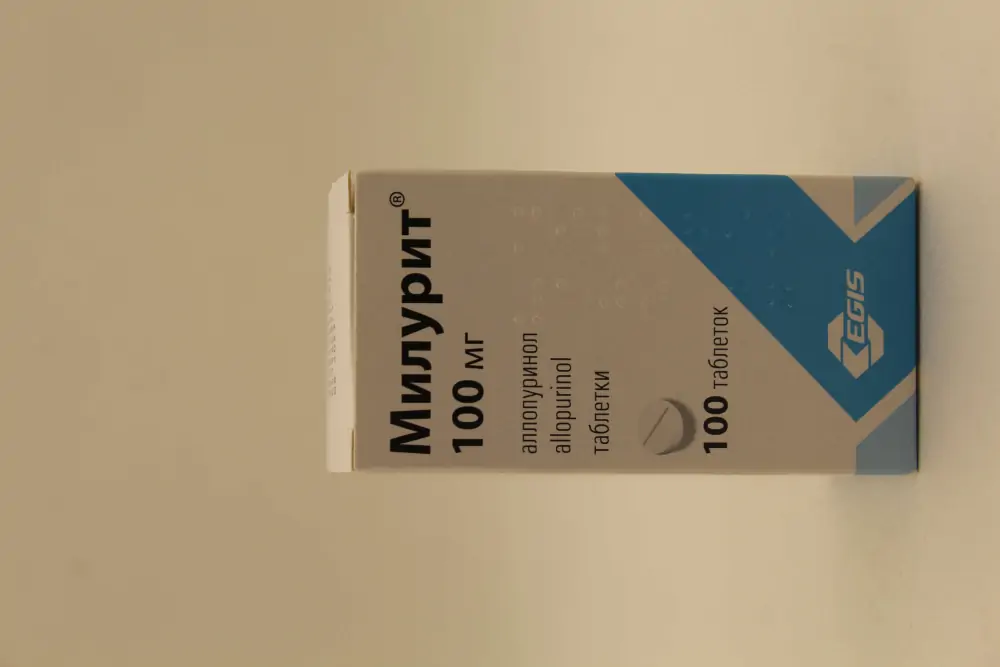 Милурит®
100 мг
аллопуринол
allopurinol
таблетки
100 таблеток
EGIS